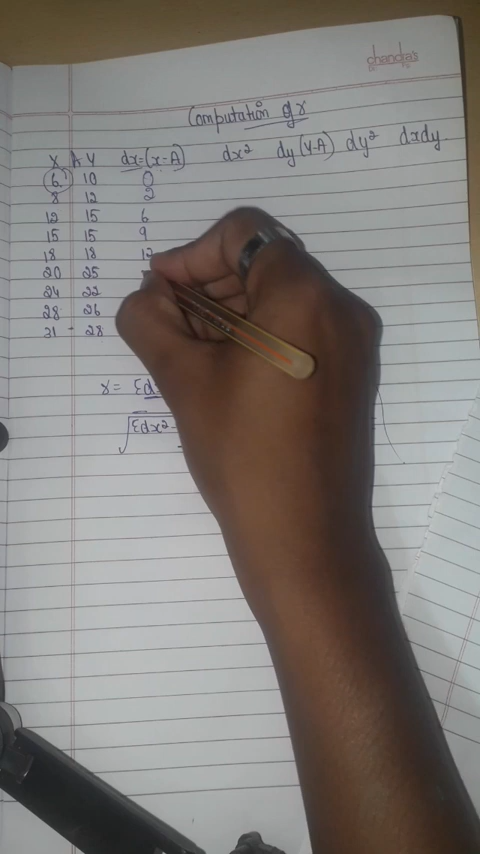 chandra's
Computation of r
X A Y dx=(x-A) dx² dy(Y-A) dy² dxdy
6 10 0
8 12 2
12 15 6
15 15 9
18 18 12
20 25
24 22
28 26
31 - 28
r = Σd
√Σdx² -